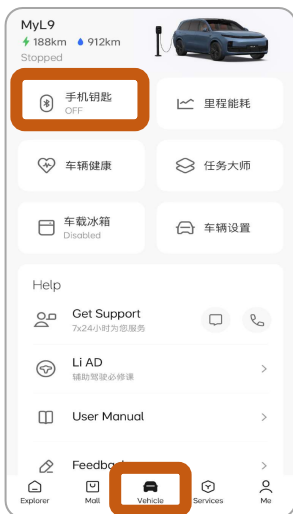 MyL9
188km 912km
Stopped
手机钥匙
OFF
里程能耗
车辆健康
任务大师
车载冰箱
Disabled
车辆设置
Help
Get Support
7x24小时为您服务
Li AD
辅助驾驶必修课
User Manual
Explorer Mall Vehicle Services Me